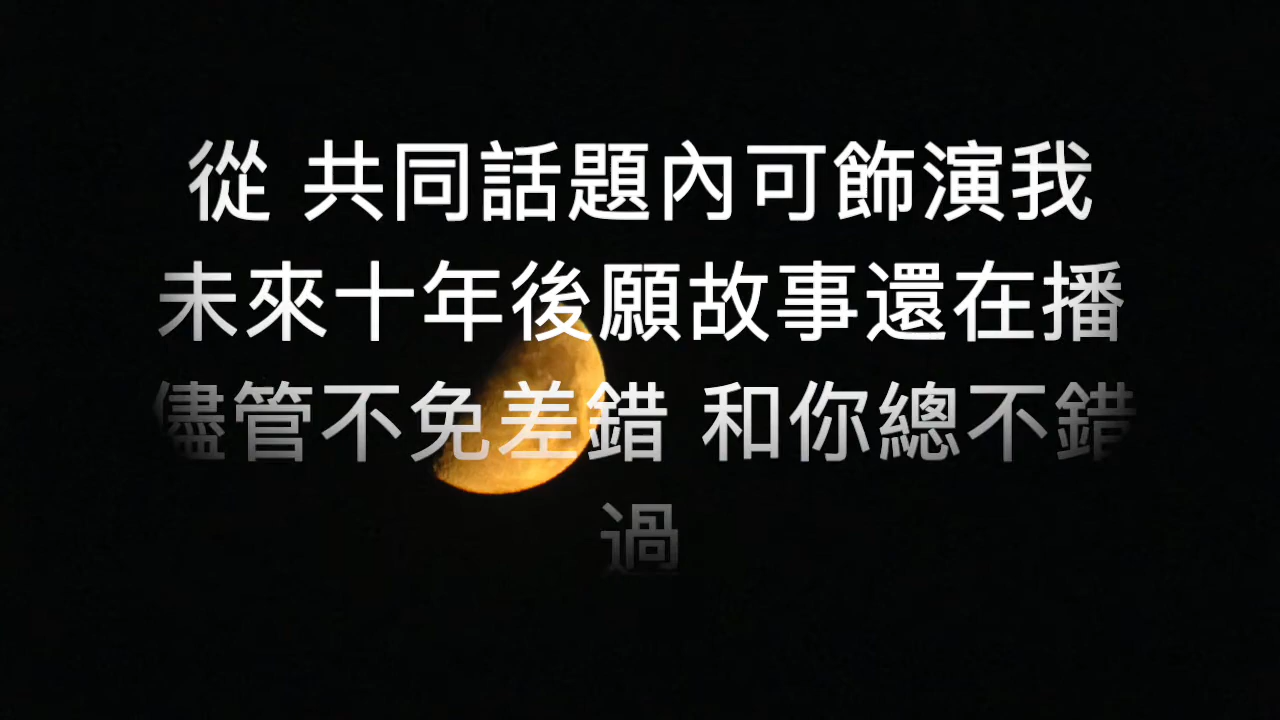 從 共同話題內可飾演我
未來十年後願故事還在播
儘管不免差錯 和你總不錯
過